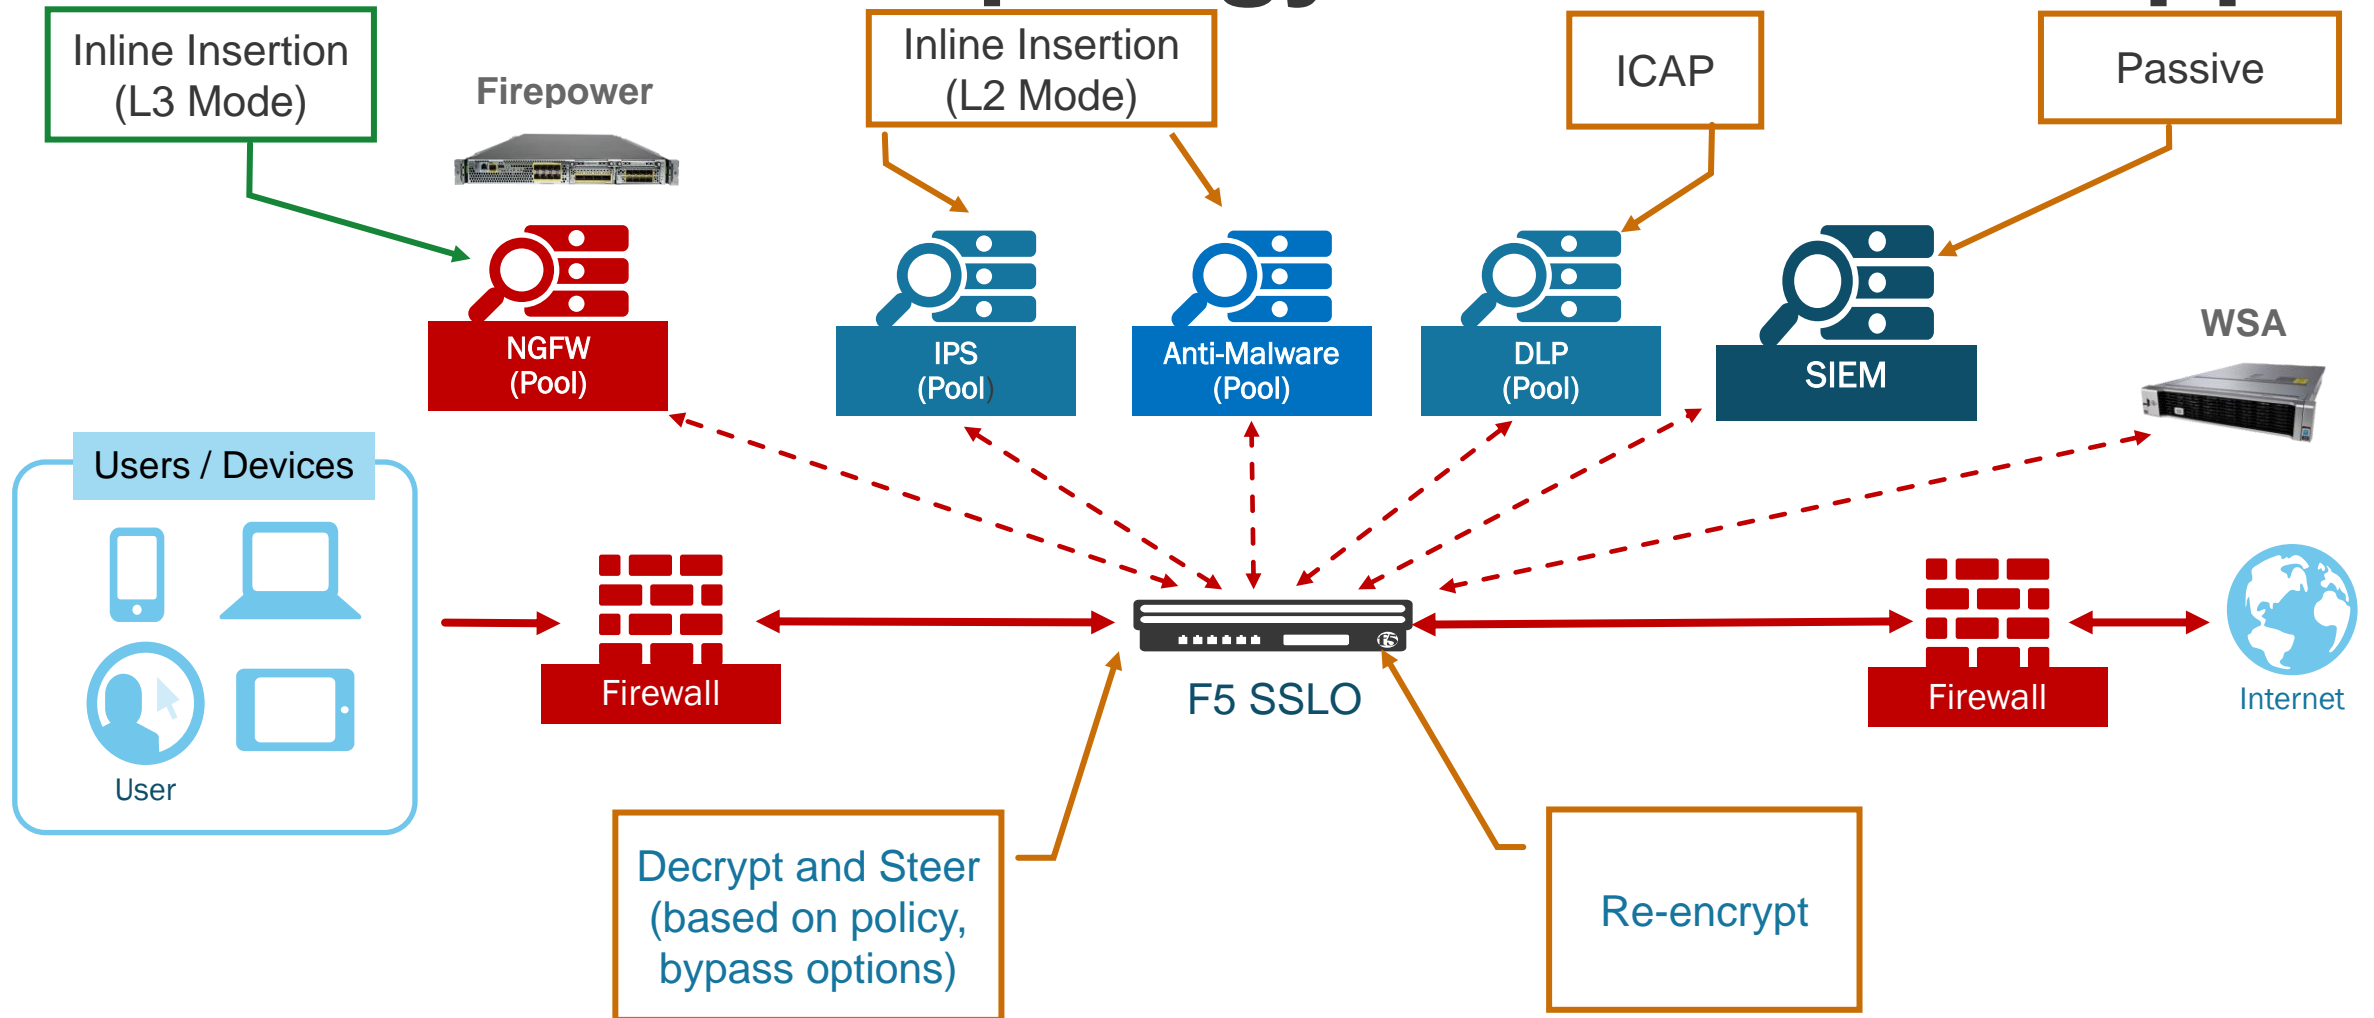 Inline Insertion
(L3 Mode)
Firepower
Inline Insertion
(L2 Mode)
ICAP
Passive
NGFW
(Pool)
IPS
(Pool)
Anti-Malware
(Pool)
DLP
(Pool)
SIEM
WSA
Users / Devices
User
Firewall
F5 SSLO
Firewall
Internet
Decrypt and Steer
(based on policy,
bypass options)
Re-encrypt